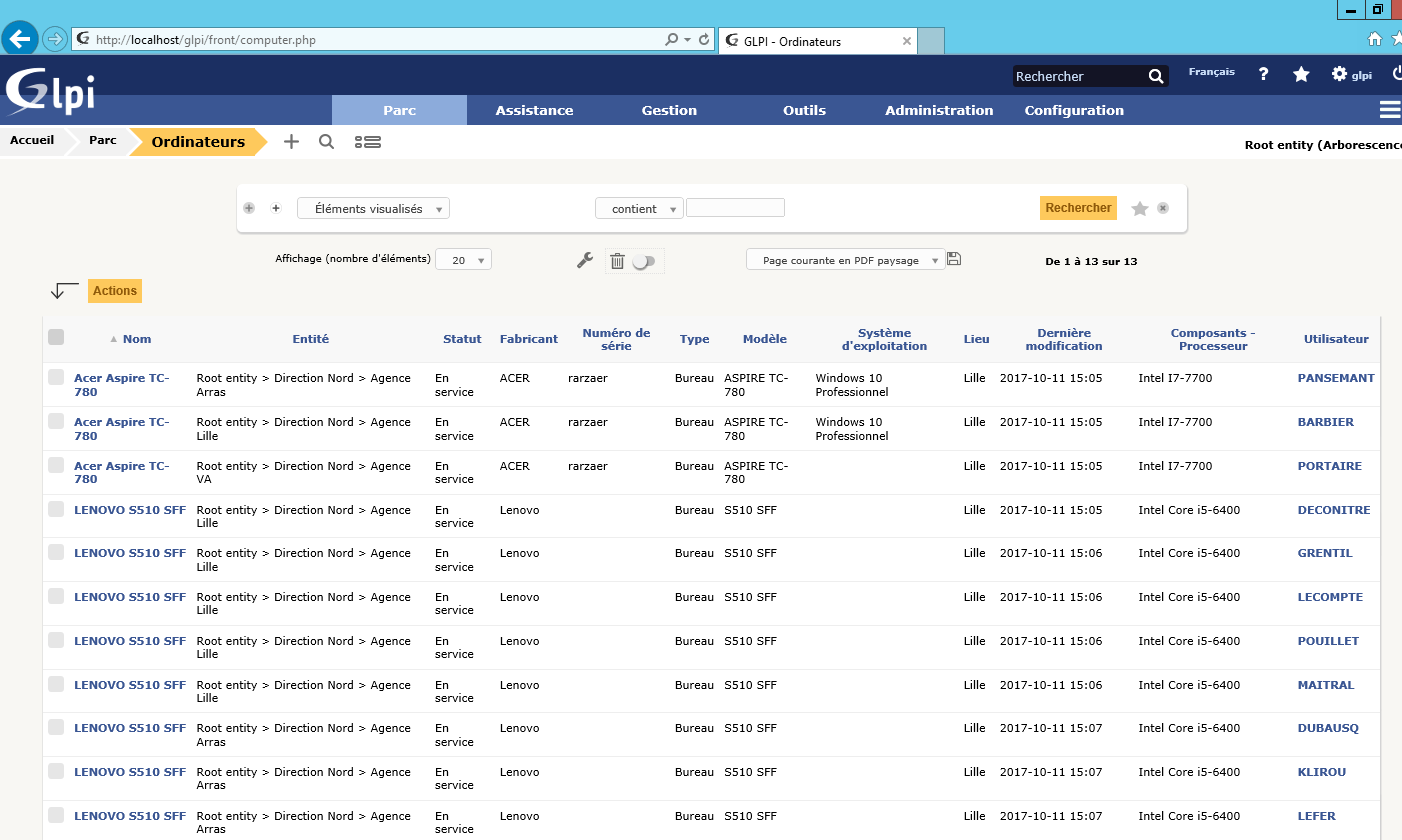 http://localhost/glpi/front/computer.php
GLPI - Ordinateurs
Glpi
Rechercher
Français
?
glpi
Parc Assistance Gestion Outils Administration Configuration
Accueil Parc Ordinateurs
Root entity (Arborescence
Éléments visualisés contient Rechercher
Affichage (nombre d'éléments) 20 Page courante en PDF paysage De 1 à 13 sur 13
Actions
Nom Entité Statut Fabricant Numéro de série Type Modèle Système d'exploitation Lieu Dernière modification Composants - Processeur Utilisateur
Acer Aspire TC-780 Root entity > Direction Nord > Agence Arras En service ACER rarzaer Bureau ASPIRE TC-780 Windows 10 Professionnel Lille 2017-10-11 15:05 Intel I7-7700 PANSEMANT
Acer Aspire TC-780 Root entity > Direction Nord > Agence Lille En service ACER rarzaer Bureau ASPIRE TC-780 Windows 10 Professionnel Lille 2017-10-11 15:05 Intel I7-7700 BARBIER
Acer Aspire TC-780 Root entity > Direction Nord > Agence VA En service ACER rarzaer Bureau ASPIRE TC-780 Lille 2017-10-11 15:05 Intel I7-7700 PORTAIRE
LENOVO S510 SFF Root entity > Direction Nord > Agence Lille En service Lenovo Bureau S510 SFF Lille 2017-10-11 15:05 Intel Core i5-6400 DECONITRE
LENOVO S510 SFF Root entity > Direction Nord > Agence Lille En service Lenovo Bureau S510 SFF Lille 2017-10-11 15:06 Intel Core i5-6400 GRENTIL
LENOVO S510 SFF Root entity > Direction Nord > Agence Lille En service Lenovo Bureau S510 SFF Lille 2017-10-11 15:06 Intel Core i5-6400 LECOMPTE
LENOVO S510 SFF Root entity > Direction Nord > Agence Lille En service Lenovo Bureau S510 SFF Lille 2017-10-11 15:06 Intel Core i5-6400 POUILLET
LENOVO S510 SFF Root entity > Direction Nord > Agence Lille En service Lenovo Bureau S510 SFF Lille 2017-10-11 15:06 Intel Core i5-6400 MAITRAL
LENOVO S510 SFF Root entity > Direction Nord > Agence Arras En service Lenovo Bureau S510 SFF Lille 2017-10-11 15:07 Intel Core i5-6400 DUBAUSQ
LENOVO S510 SFF Root entity > Direction Nord > Agence Arras En service Lenovo Bureau S510 SFF Lille 2017-10-11 15:07 Intel Core i5-6400 KLIROU
LENOVO S510 SFF Root entity > Direction Nord > Agence Arras En service Lenovo Bureau S510 SFF Lille 2017-10-11 15:07 Intel Core i5-6400 LEFER